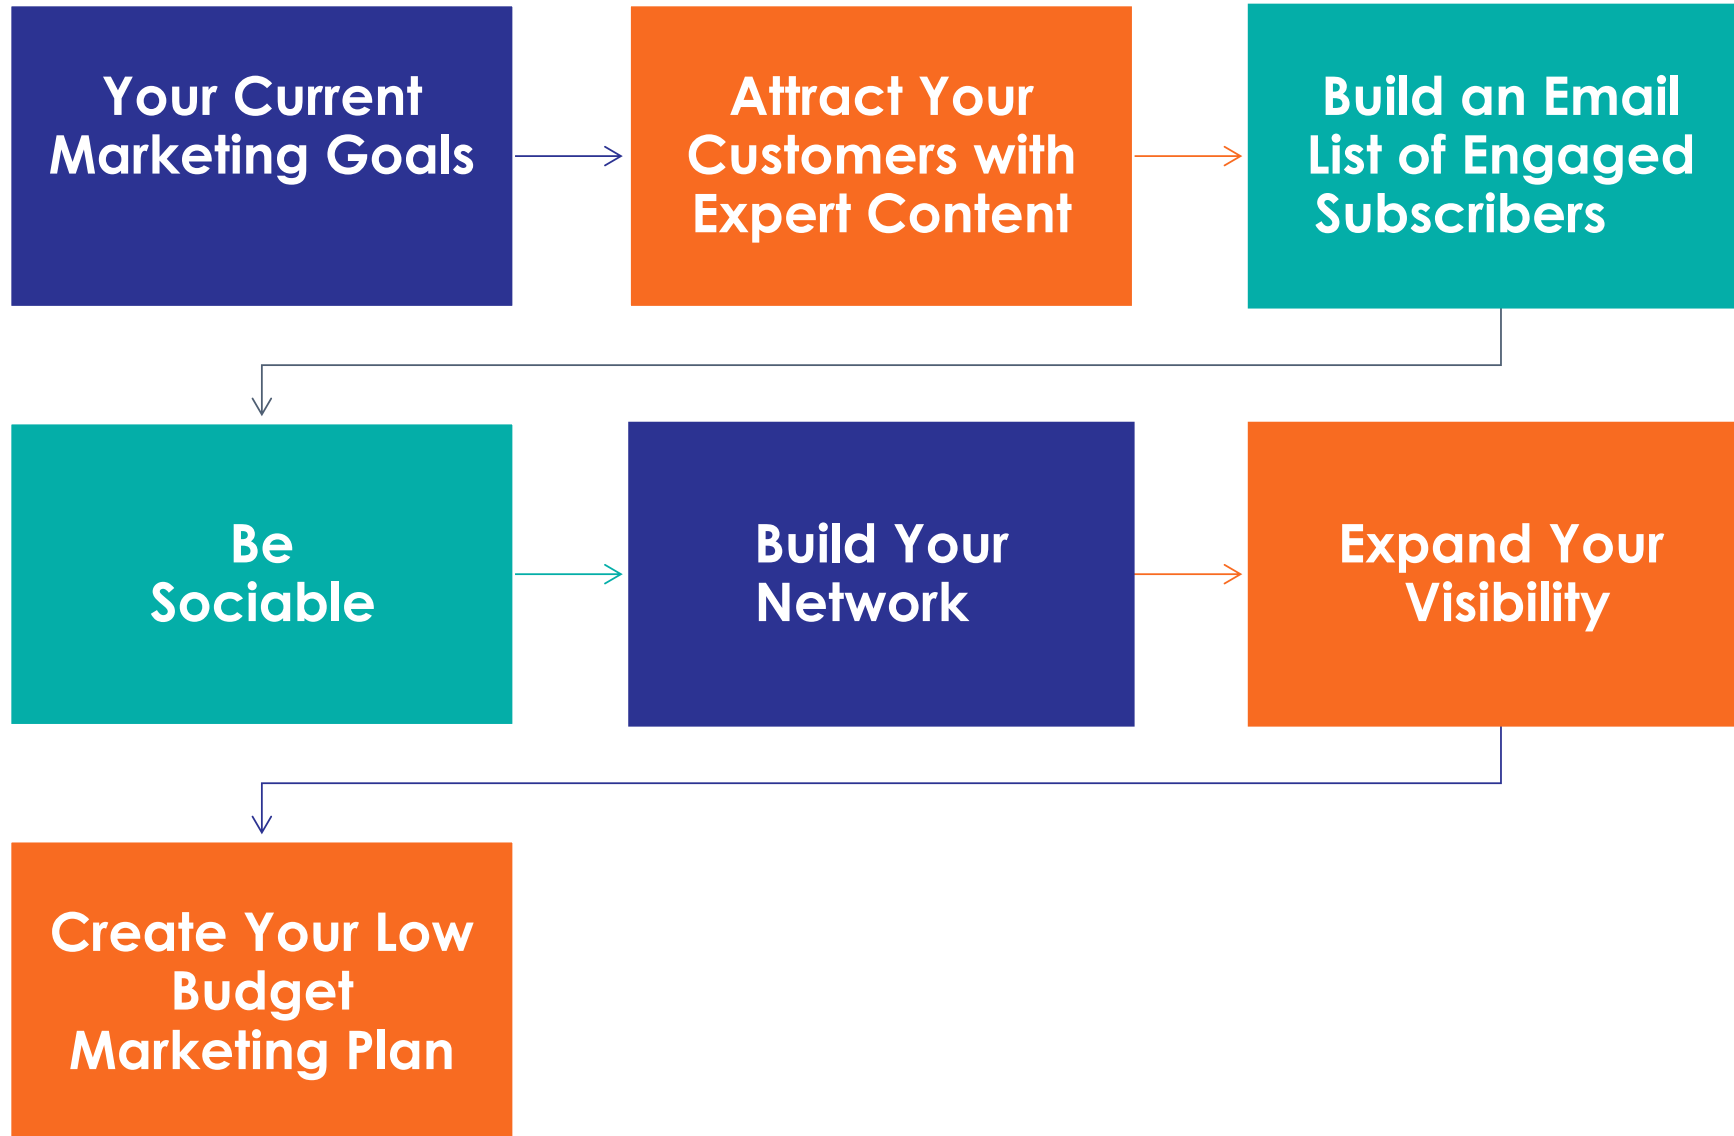 Your Current
Marketing Goals
Attract Your
Customers with
Expert Content
Build an Email
List of Engaged
Subscribers
Be
Sociable
Build Your
Network
Expand Your
Visibility
Create Your Low
Budget
Marketing Plan